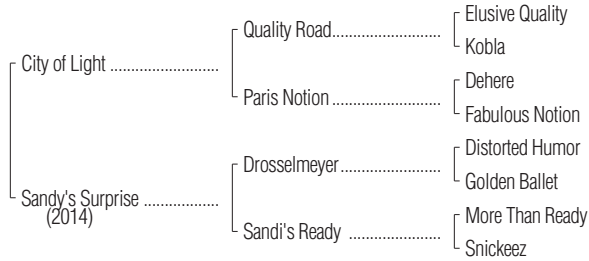 Elusive Quality
Quality Road
Kobla
City of Light
Dehere
Paris Notion
Fabulous Notion
Distorted Humor
Drosselmeyer
Golden Ballet
Sandy's Surprise
(2014)
More Than Ready
Sandi's Ready
Snickeez